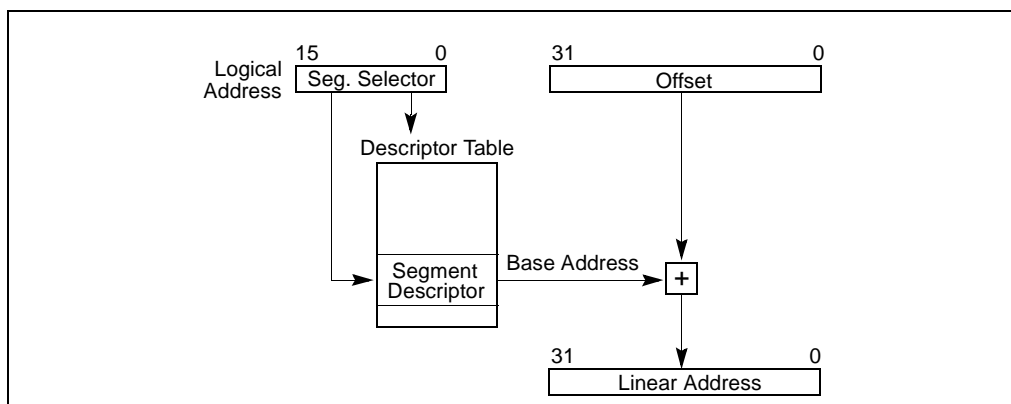 15 0
31 0
Logical
Address
Seg. Selector
Offset
Descriptor Table
Base Address
Segment
Descriptor
+
31 0
Linear Address